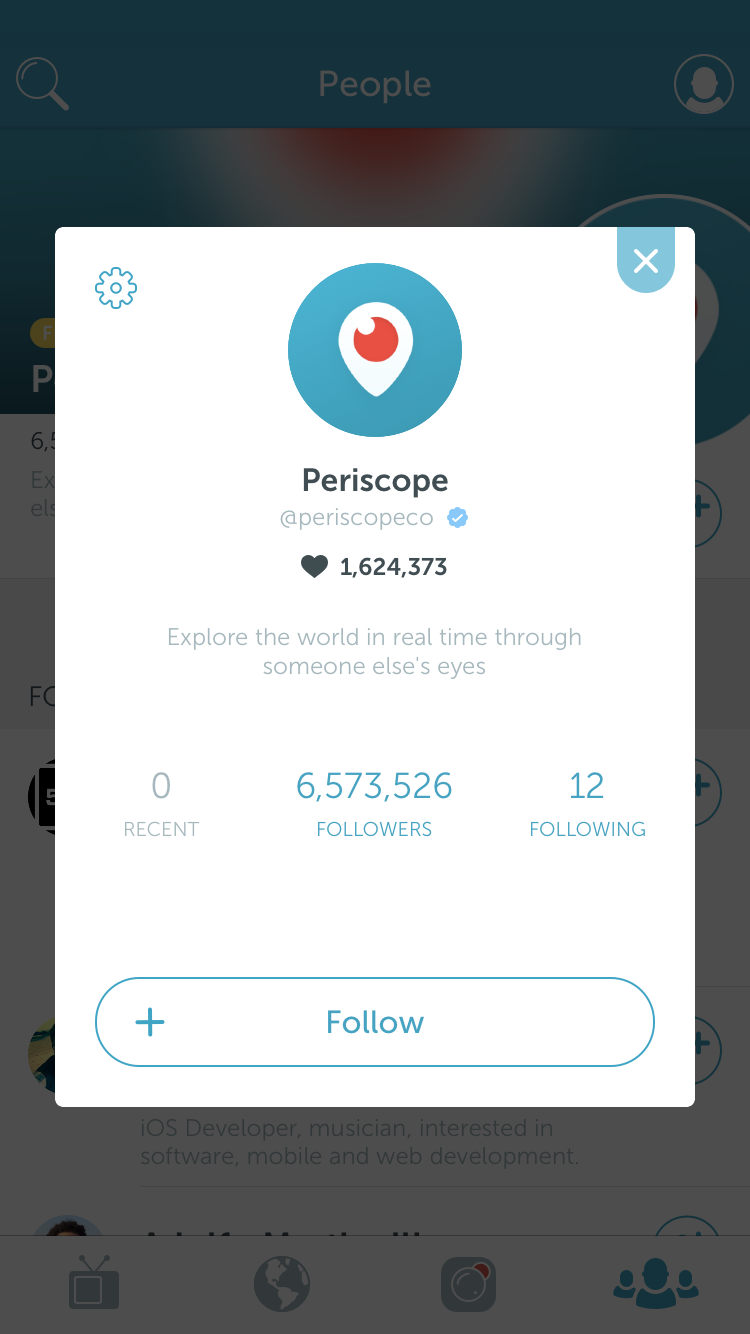 People
Periscope
@periscopeco
1,624,373
Explore the world in real time through
someone else's eyes
0
6,573,526
12
RECENT
FOLLOWERS
FOLLOWING
+ Follow
iOS Developer, musician, interested in
software, mobile and web development.